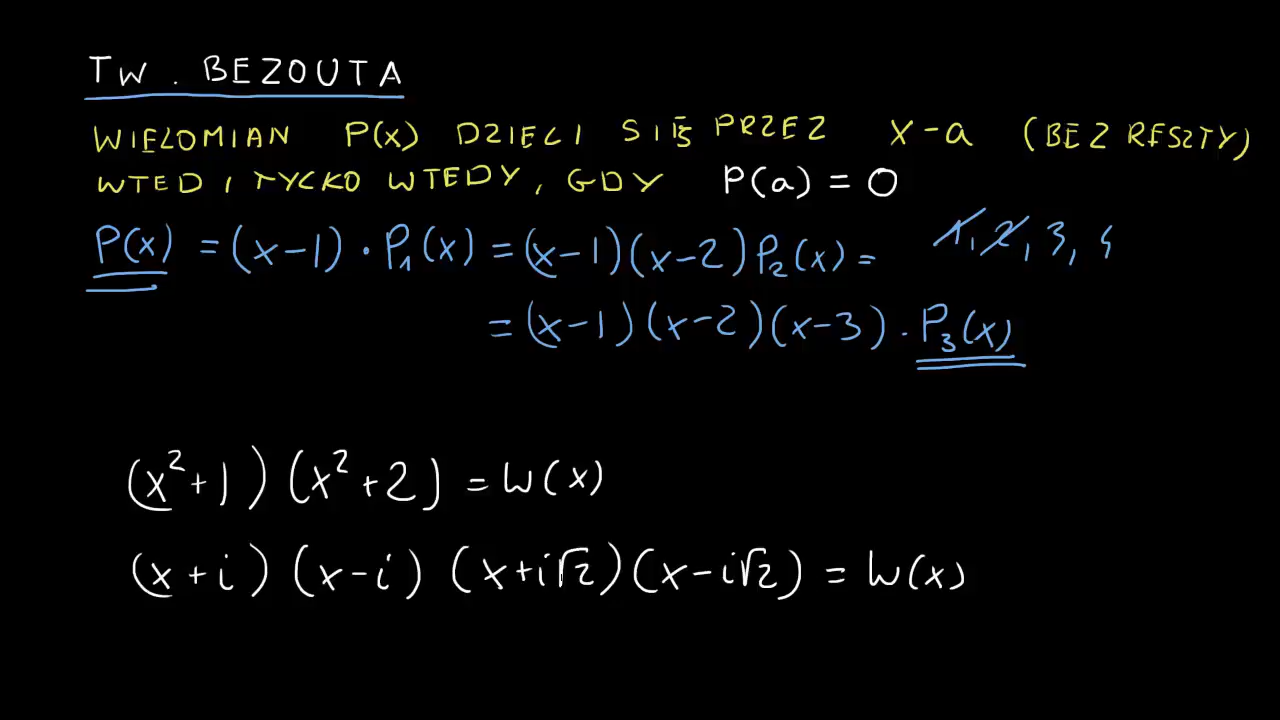 TW. BEZOUTA
WIELOMIAN P(x) DZIELI SIĘ PRZEZ x-a (BEZ RESZTY)
WTED I TYLKO WTEDY, GDY P(a) = 0
P(x) = (x-1) · P₁(x) = (x-1)(x-2)P₂(x) = 1, 2, 3, 4
= (x-1)(x-2)(x-3) · P₃(x)
(x²+1)(x²+2) = W(x)
(x+i)(x-i)(x+i√2)(x-i√2) = W(x)